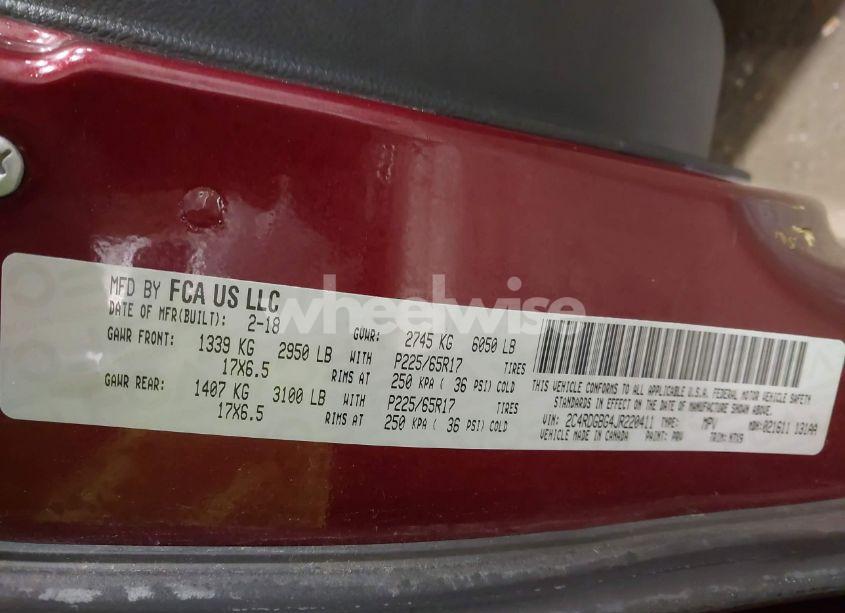 MFD BY FCA US LLC
DATE OF MFR(BUILT): 2-18
GVWR: 2745 KG 6050 LB
GAWR FRONT: 1339 KG 2950 LB WITH P225/65R17 TIRES
17X6.5 RIMS AT 250 KPA ( 36 PSI) COLD
GAWR REAR: 1407 KG 3100 LB WITH P225/65R17 TIRES
17X6.5 RIMS AT 250 KPA ( 36 PSI) COLD
THIS VEHICLE CONFORMS TO ALL APPLICABLE U.S.A. FEDERAL MOTOR VEHICLE SAFETY
STANDARDS IN EFFECT ON THE DATE OF MANUFACTURE SHOWN ABOVE.
VIN: 2C4RDGBG4JR220411 TYPE: MPV MDH:021611 131AA
VEHICLE MADE IN CANADA PAINT: PRV TRIM:
wheelwise